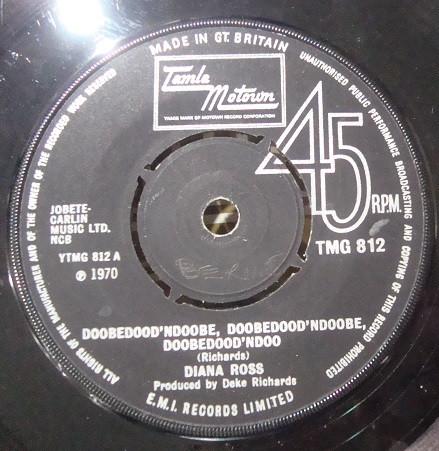 MADE IN GT. BRITAIN
UNAUTHORISED PUBLIC PERFORMANCE BROADCASTING AND COPYING OF THIS RECORD PROHIBITED
ALL RIGHTS OF THE MANUFACTURER AND OF THE OWNER OF THE RECORDED WORK RESERVED
Tamla
Motown
TRADE MARK OF MOTOWN RECORD CORPORATION
45
R.P.M.
TMG 812
JOBETE-
CARLIN
MUSIC LTD.
NCB
YTMG 812 A
℗ 1970
DOOBEDOOD'NDOOBE, DOOBEDOOD'NDOOBE,
DOOBEDOOD'NDOO
(Richards)
DIANA ROSS
Produced by Deke Richards
E.M.I. RECORDS LIMITED